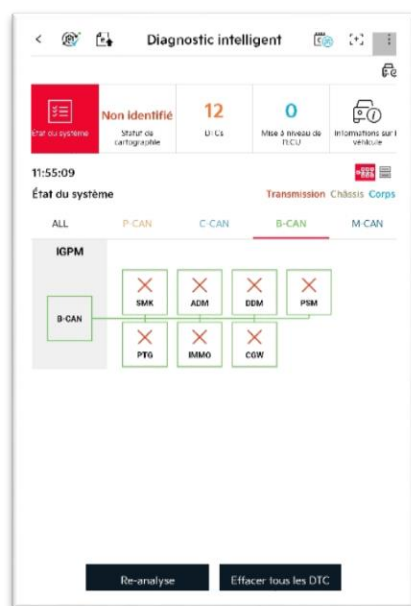 Diagnostic intelligent
Non identifié
12
0
État du système
Statut de cartographie
DTCs
Mise à niveau de l'ECU
Informations sur l véhicule
11:55:09
État du système
Transmission Châssis Corps
ALL
P-CAN
C-CAN
B-CAN
M-CAN
IGPM
B-CAN
SMK
ADM
DDM
PSM
PTG
IMMO
CGW
Re-analyse
Effacer tous les DTC